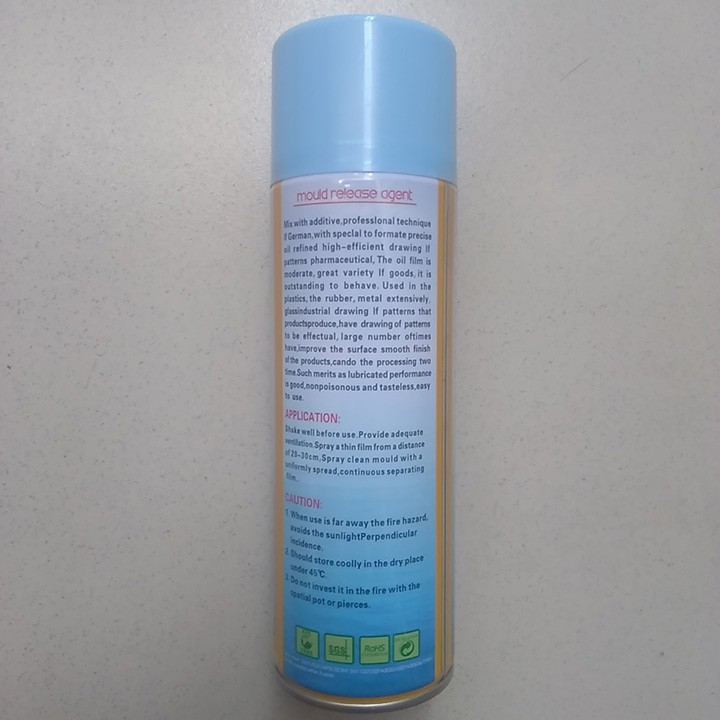 mould release agent
Mix with additive,professlonal technique
If German,with speclal to formate precise
oil refined high-efficient drawing If
patterns pharmaceutical, The oil film is
moderate, great variety If goods, it is
outstanding to behave. Used in the
plastics, the rubber, metal extensively,
glassindustrial drawing If patterns that
productsproduce,have drawing of patterns
to be effectual, large number oftimes
have,improve the surface smooth finish
of the products,cando the processing two
time.Such merits as lubricated performance
is good,nonpoisonous and tasteless,easy
to use.
APPLICATION:
Shake well before use.Provide adequate
ventilation.Spray a thin film from a distance
of 20-30cm,Spray clean mould with a
uniformly spread,continuous separating
film.
CAUTION:
1. When use is far away the fire hazard,
avoids the sunlightPerpendicular
incidence.
2. Should store coolly in the dry place
under 45℃.
3. Do not invest it in the fire with the
spatial pot or pierces.
SGS RoHS